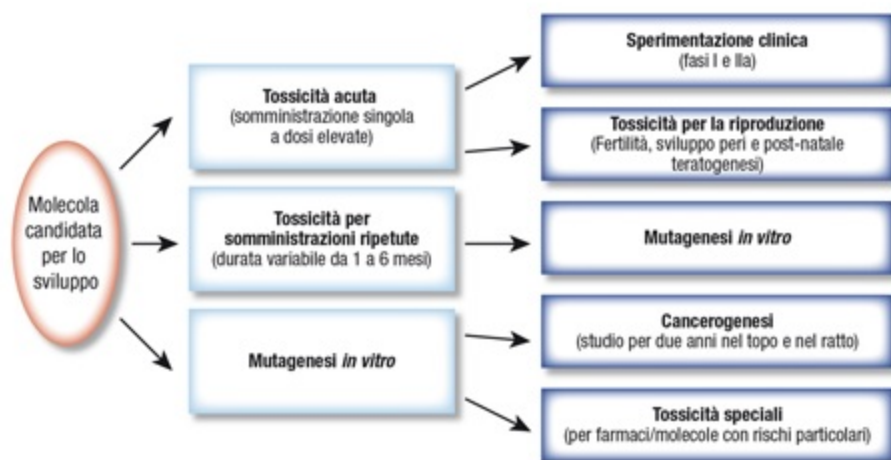 Molecola
candidata
per lo
sviluppo
Tossicità acuta
(somministrazione singola
a dosi elevate)
Tossicità per
somministrazioni ripetute
(durata variabile da 1 a 6 mesi)
Mutagenesi in vitro
Sperimentazione clinica
(fasi I e IIa)
Tossicità per la riproduzione
(Fertilità, sviluppo peri e post-natale
teratogenesi)
Mutagenesi in vitro
Cancerogenesi
(studio per due anni nel topo e nel ratto)
Tossicità speciali
(per farmaci/molecole con rischi particolari)